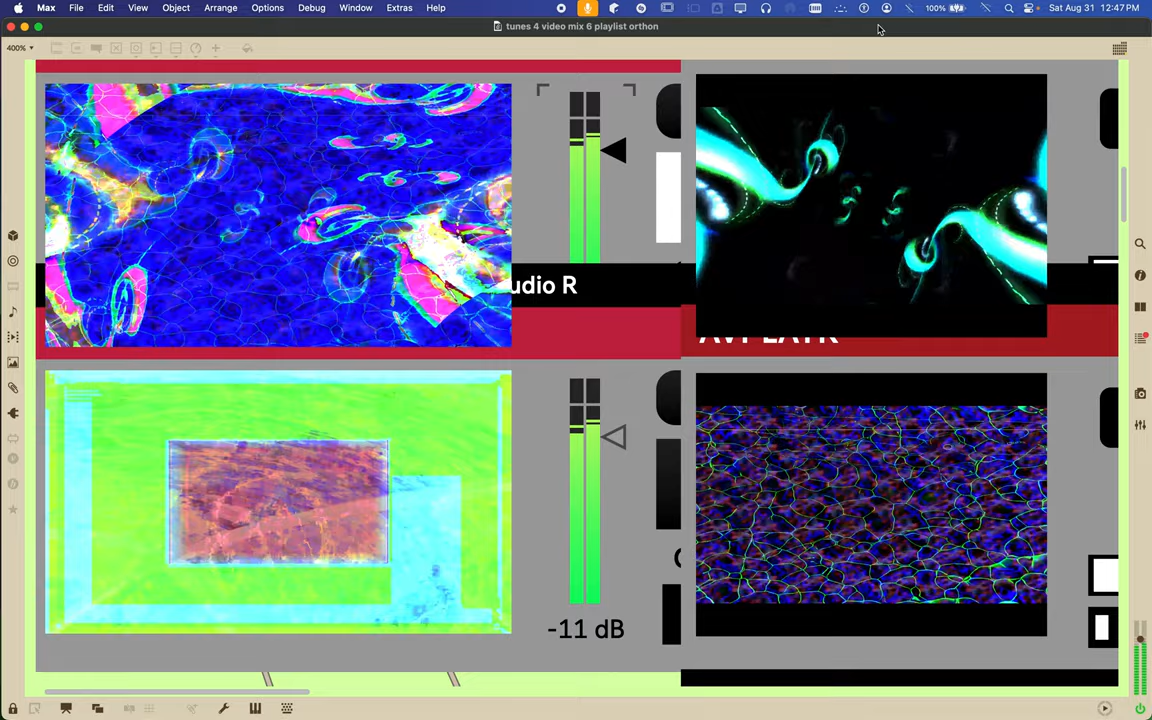 Max File Edit View Object Arrange Options Debug Window Extras Help
100% Sat Aug 31 12:47 PM
tunes 4 video mix 6 playlist orthon
400%
udio R
-11 dB